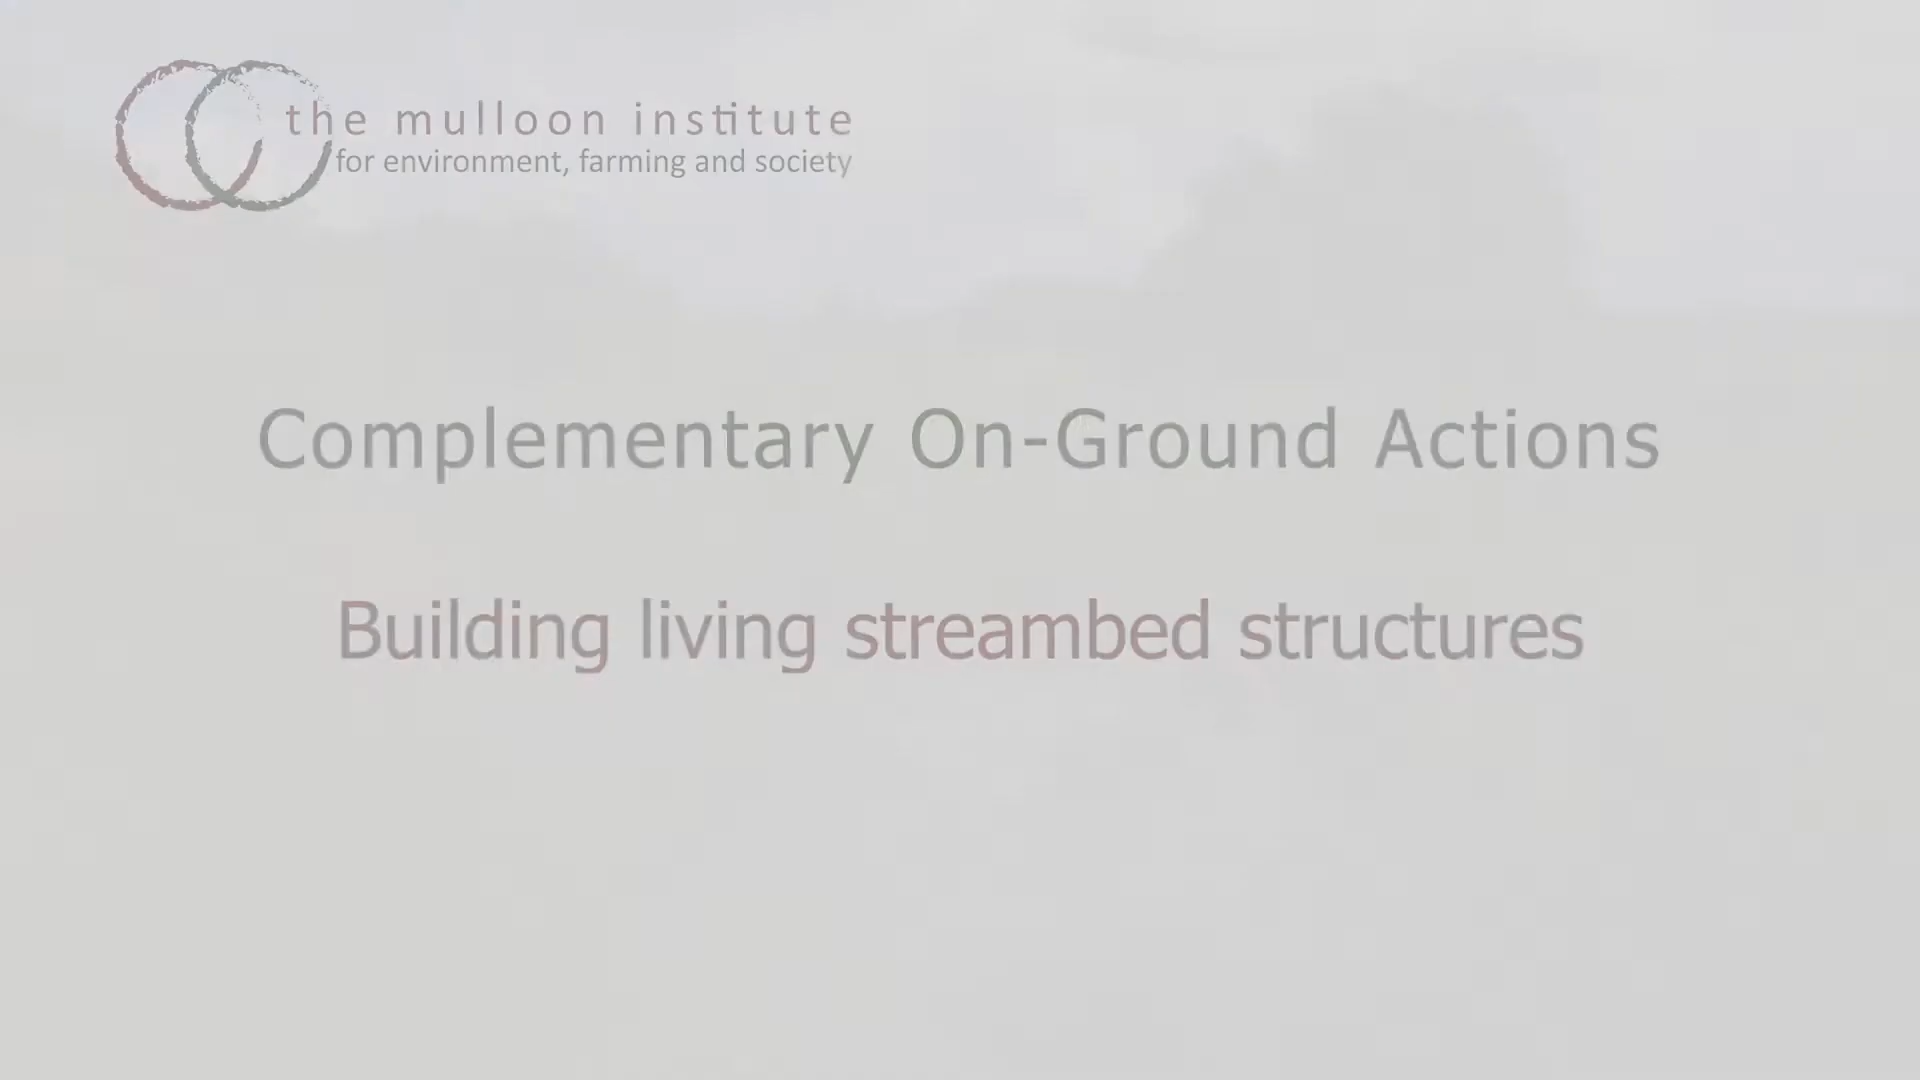 the mulloon institute
for environment, farming and society
Complementary On-Ground Actions
Building living streambed structures